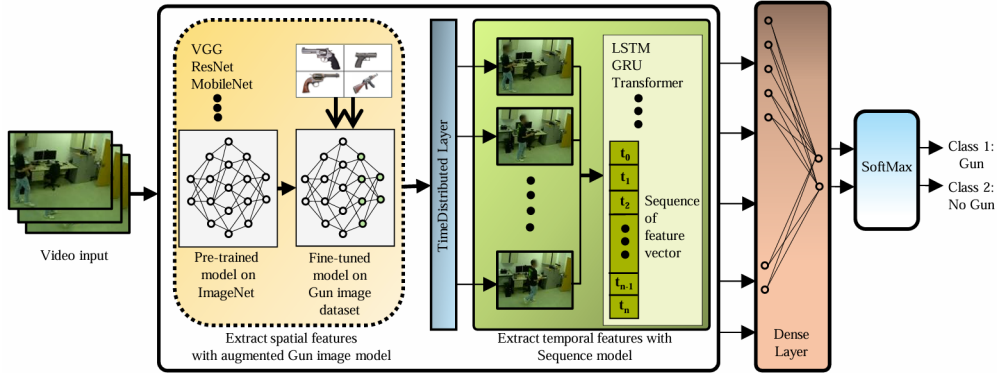 Video input
VGG
ResNet
MobileNet
Pre-trained
model on
ImageNet
Fine-tuned
model on
Gun image
dataset
Extract spatial features
with augmented Gun image model
TimeDistributed Layer
LSTM
GRU
Transformer
t0
t1
t2
tn-1
tn
Sequence
of
feature
vector
Extract temporal features with
Sequence model
Dense
Layer
SoftMax
Class 1:
Gun
Class 2:
No Gun